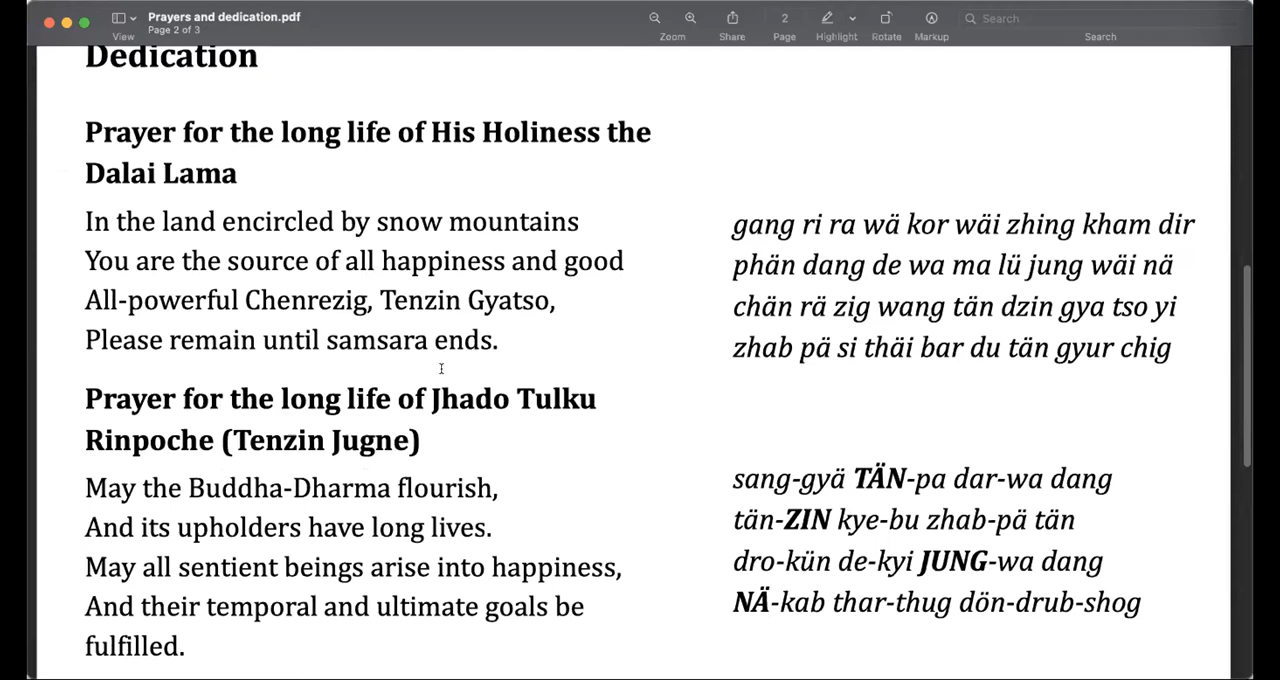 Prayers and dedication.pdf
Page 2 of 3
View
Zoom
Share
2
Page
Highlight
Rotate
Markup
Search
Search
Dedication
Prayer for the long life of His Holiness the
Dalai Lama
In the land encircled by snow mountains
You are the source of all happiness and good
All-powerful Chenrezig, Tenzin Gyatso,
Please remain until samsara ends.
gang ri ra wä kor wäi zhing kham dir
phän dang de wa ma lü jung wäi nä
chän rä zig wang tän dzin gya tso yi
zhab pä si thäi bar du tän gyur chig
Prayer for the long life of Jhado Tulku
Rinpoche (Tenzin Jugne)
May the Buddha-Dharma flourish,
And its upholders have long lives.
May all sentient beings arise into happiness,
And their temporal and ultimate goals be
fulfilled.
sang-gyä TÄN-pa dar-wa dang
tän-ZIN kye-bu zhab-pä tän
dro-kün de-kyi JUNG-wa dang
NÄ-kab thar-thug dön-drub-shog